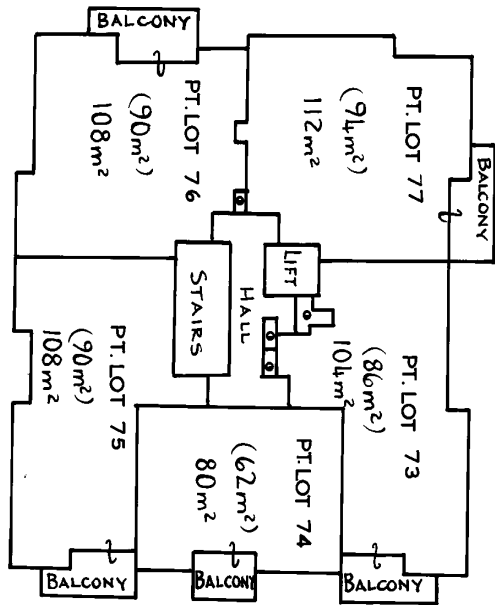 BALCONY
PT. LOT 76
(90m²)
108m²
PT. LOT 77
(94m²)
112m²
BALCONY
STAIRS
HALL
LIFT
PT. LOT 75
(90m²)
108m²
PT. LOT 73
(86m²)
104m²
PT. LOT 74
(62m²)
80m²
BALCONY
BALCONY
BALCONY